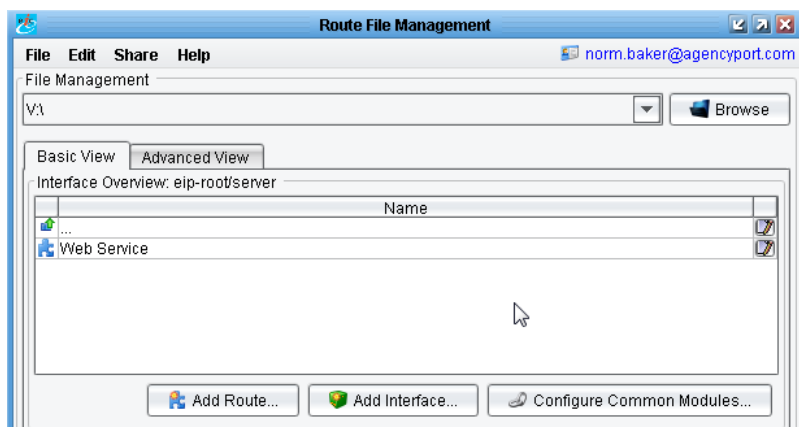 Route File Management
File Edit Share Help norm.baker@agencyport.com
File Management
V:\ Browse
Basic View Advanced View
Interface Overview: eip-root/server
Name
...
Web Service
Add Route... Add Interface... Configure Common Modules...